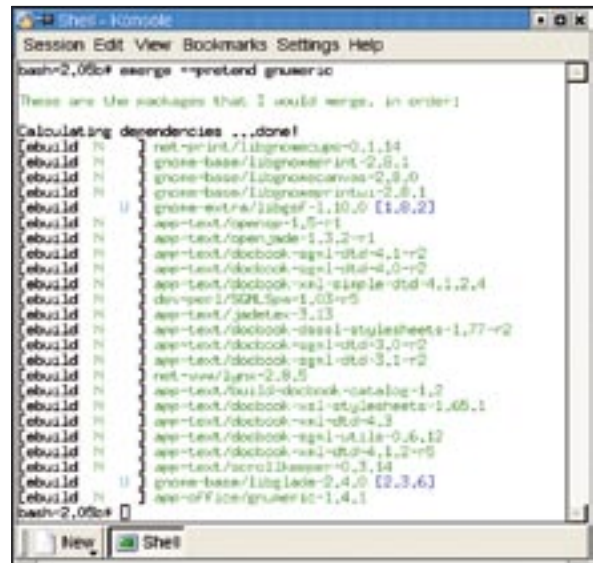 Shell - Konsole
Session Edit View Bookmarks Settings Help
bash-2.05b# emerge --pretend gnumeric
These are the packages that I would merge, in order:
Calculating dependencies ...done!
[ebuild N ] net-print/libgnomecups-0.1.14
[ebuild N ] gnome-base/libgnomeprint-2.8.1
[ebuild N ] gnome-base/libgnomecanvas-2.8.0
[ebuild N ] gnome-base/libgnomeprintui-2.8.1
[ebuild U ] gnome-extra/libgsf-1.10.0 [1.8.2]
[ebuild N ] app-text/opensp-1.5-r1
[ebuild N ] app-text/openjade-1.3.2-r1
[ebuild N ] app-text/docbook-sgml-dtd-4.1-r2
[ebuild N ] app-text/docbook-sgml-dtd-4.0-r2
[ebuild N ] app-text/docbook-xml-simple-dtd-4.1.2.4
[ebuild N ] dev-perl/SGMLSpm-1.03-r5
[ebuild N ] app-text/jadetex-3.13
[ebuild N ] app-text/docbook-dsssl-stylesheets-1.77-r2
[ebuild N ] app-text/docbook-sgml-dtd-3.0-r2
[ebuild N ] app-text/docbook-sgml-dtd-3.1-r2
[ebuild N ] net-www/lynx-2.8.5
[ebuild N ] app-text/build-docbook-catalog-1.2
[ebuild N ] app-text/docbook-xsl-stylesheets-1.65.1
[ebuild N ] app-text/docbook-xml-dtd-4.3
[ebuild N ] app-text/docbook-sgml-utils-0.6.12
[ebuild N ] app-text/docbook-xml-dtd-4.1.2-r5
[ebuild N ] app-text/scrollkeeper-0.3.14
[ebuild U ] gnome-base/libglade-2.4.0 [2.3.6]
[ebuild N ] app-office/gnumeric-1.4.1
bash-2.05b#
New Shell